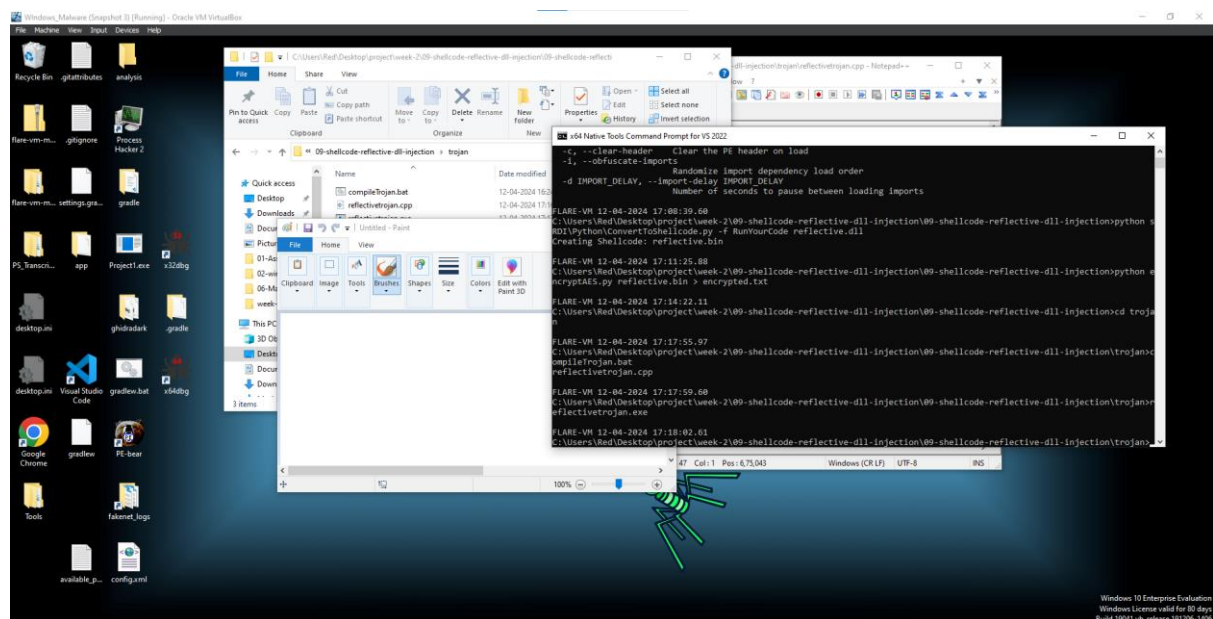 Windows_Malware (Snapshot 3) [Running] - Oracle VM VirtualBox
File Machine View Input Devices Help
Recycle Bin
.gitattributes
analysis
flare-vm-m...
.gitignore
Process
Hacker 2
flare-vm-m...
settings.gra...
gradle
PS_Transcri...
app
Project1.exe
x32dbg
desktop.ini
ghidradark
.gradle
desktop.ini
Visual Studio
Code
gradlew.bat
x64dbg
Google
Chrome
gradlew
PE-bear
Tools
fakenet_logs
available_p...
config.xml
C:\Users\Red\Desktop\project\week-2\09-shellcode-reflective-dll-injection\09-shellcode-reflecti
File Home Share View
Pin to Quick
access
Copy
Paste
Cut
Copy path
Paste shortcut
Move
to
Copy
to
Delete
Rename
New
folder
Properties
Open
Edit
History
Select all
Select none
Invert selection
Clipboard
Organize
New
09-shellcode-reflective-dll-injection > trojan
Name
Date modified
Quick access
Desktop
Downloads
compileTrojan.bat
reflectivetrojan.cpp
This PC
3 items
Untitled - Paint
File Home View
Clipboard
Image
Tools
Brushes
Shapes
Size
Colors
Edit with
Paint 3D
100%
-dll-injection\trojan\reflectivetrojan.cpp - Notepad++
x64 Native Tools Command Prompt for VS 2022
-c, --clear-header Clear the PE header on load
-i, --obfuscate-imports
Randomize import dependency load order
-d IMPORT_DELAY, --import-delay IMPORT_DELAY
Number of seconds to pause between loading imports
FLARE-VM 12-04-2024 17:08:39.60
C:\Users\Red\Desktop\project\week-2\09-shellcode-reflective-dll-injection\09-shellcode-reflective-dll-injection>python s
RDI\Python\ConvertToShellcode.py -f RunYourCode reflective.dll
Creating Shellcode: reflective.bin
FLARE-VM 12-04-2024 17:11:25.88
C:\Users\Red\Desktop\project\week-2\09-shellcode-reflective-dll-injection\09-shellcode-reflective-dll-injection>python e
ncryptAES.py reflective.bin > encrypted.txt
FLARE-VM 12-04-2024 17:14:22.11
C:\Users\Red\Desktop\project\week-2\09-shellcode-reflective-dll-injection\09-shellcode-reflective-dll-injection>cd troja
n
FLARE-VM 12-04-2024 17:17:55.97
C:\Users\Red\Desktop\project\week-2\09-shellcode-reflective-dll-injection\09-shellcode-reflective-dll-injection\trojan>c
ompileTrojan.bat
reflectivetrojan.cpp
FLARE-VM 12-04-2024 17:17:59.60
C:\Users\Red\Desktop\project\week-2\09-shellcode-reflective-dll-injection\09-shellcode-reflective-dll-injection\trojan>r
eflectivetrojan.exe
FLARE-VM 12-04-2024 17:18:02.61
C:\Users\Red\Desktop\project\week-2\09-shellcode-reflective-dll-injection\09-shellcode-reflective-dll-injection\trojan>
47 Col : 1 Pos : 6,75,043 Windows (CR LF) UTF-8 INS
Windows 10 Enterprise Evaluation
Windows License valid for 80 days